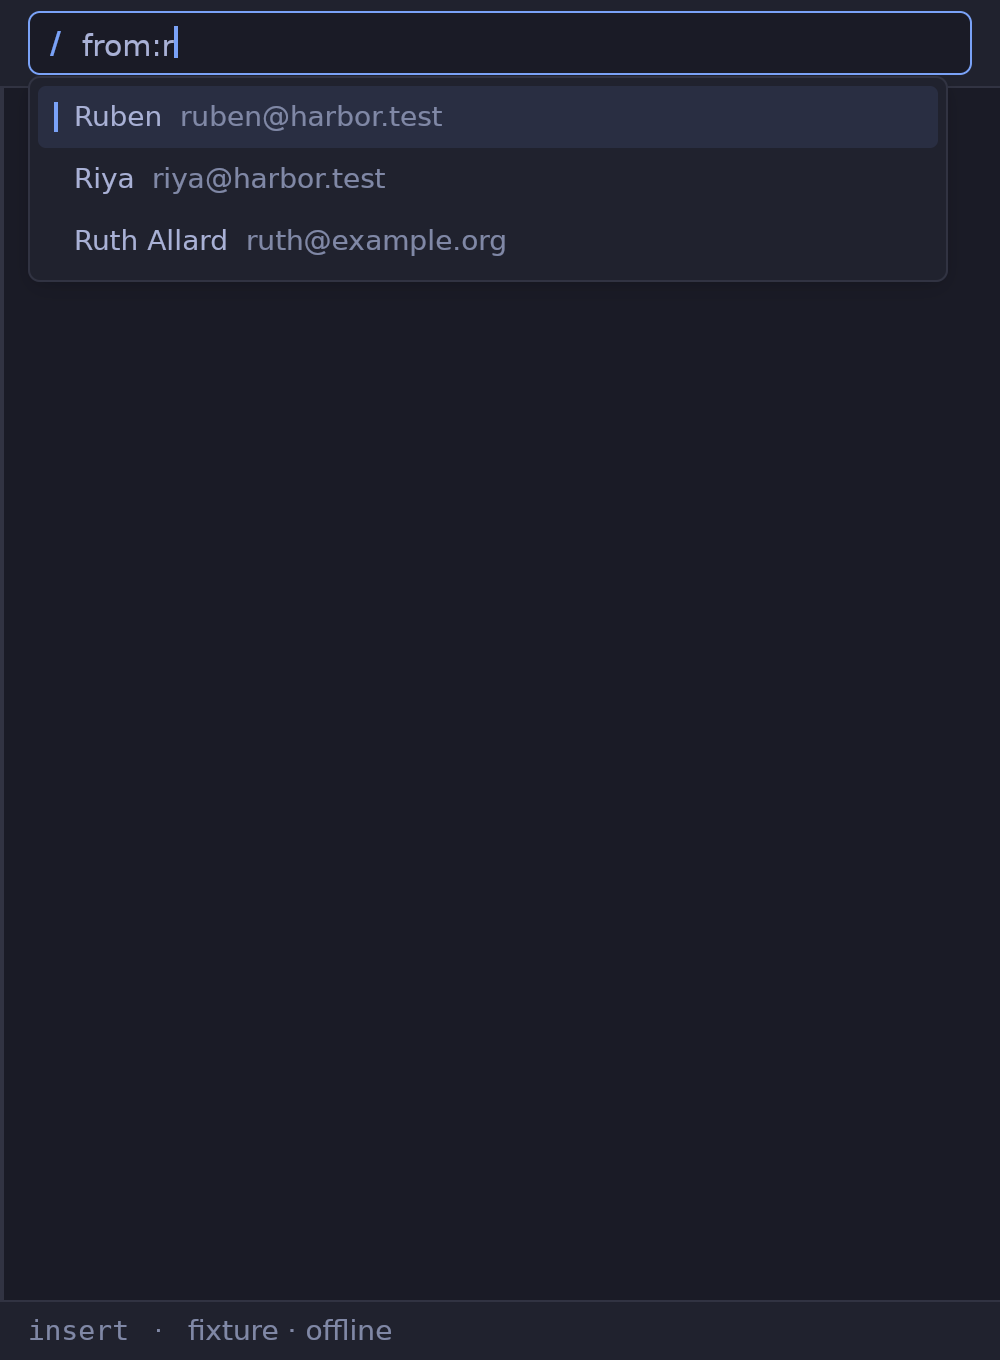 / from:r
Ruben ruben@harbor.test
Riya riya@harbor.test
Ruth Allard ruth@example.org
insert · fixture · offline